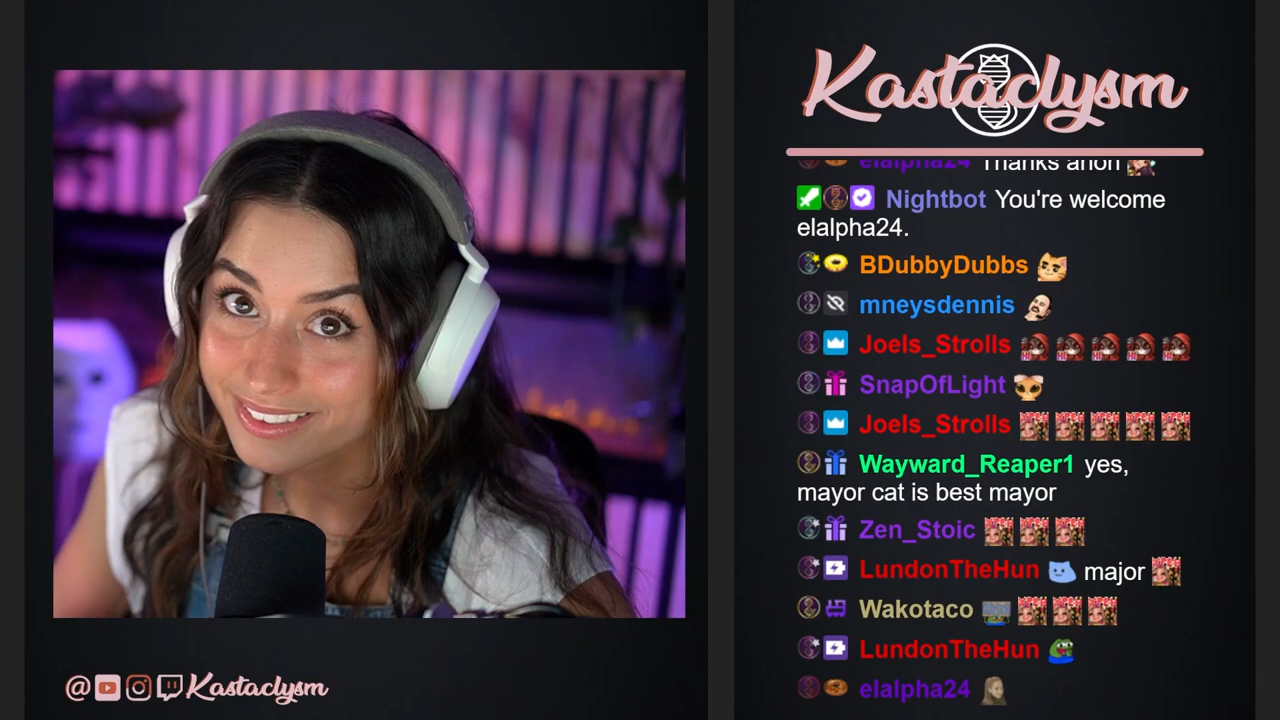 Kastaclysm
elalpha24 Thanks anon
Nightbot You're welcome
elalpha24.
BDubbyDubbs
mneysdennis
Joels_Strolls
SnapOfLight
Joels_Strolls
Wayward_Reaper1 yes,
mayor cat is best mayor
Zen_Stoic
LundonTheHun major
Wakotaco
LundonTheHun
elalpha24
@ Kastaclysm